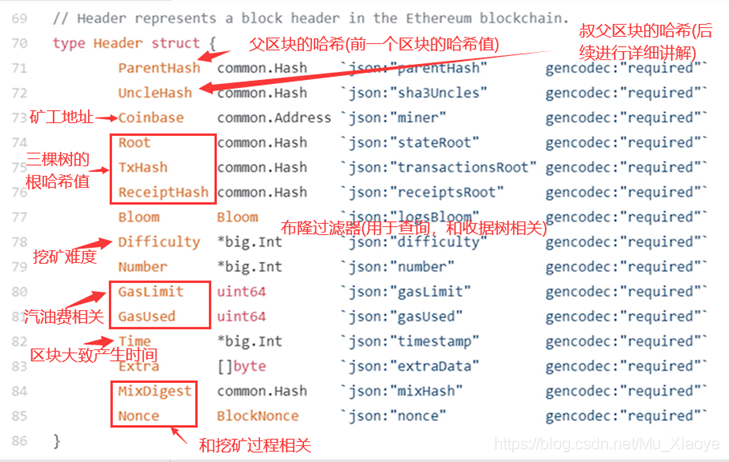 69 // Header represents a block header in the Ethereum blockchain.
70 type Header struct {
父区块的哈希(前一个区块的哈希值)
叔父区块的哈希(后续进行详细讲解)
71 ParentHash common.Hash `json:"parentHash" gencodec:"required"`
72 UncleHash common.Hash `json:"sha3Uncles" gencodec:"required"`
矿工地址
73 Coinbase common.Address `json:"miner" gencodec:"required"`
74 Root common.Hash `json:"stateRoot" gencodec:"required"`
三棵树的
75 TxHash common.Hash `json:"transactionsRoot" gencodec:"required"`
根哈希值
76 ReceiptHash common.Hash `json:"receiptsRoot" gencodec:"required"`
77 Bloom Bloom `json:"logsBloom" gencodec:"required"`
布隆过滤器(用于查询，和收据树相关)
78 Difficulty *big.Int `json:"difficulty" gencodec:"required"`
挖矿难度
79 Number *big.Int `json:"number" gencodec:"required"`
80 GasLimit uint64 `json:"gasLimit" gencodec:"required"`
汽油费相关
81 GasUsed uint64 `json:"gasUsed" gencodec:"required"`
82 Time *big.Int `json:"timestamp" gencodec:"required"`
区块大致产生时间
83 Extra []byte `json:"extraData" gencodec:"required"`
84 MixDigest common.Hash `json:"mixHash" gencodec:"required"`
85 Nonce BlockNonce `json:"nonce" gencodec:"required"`
86 }
和挖矿过程相关
https://blog.csdn.net/Mu_Xiaoye